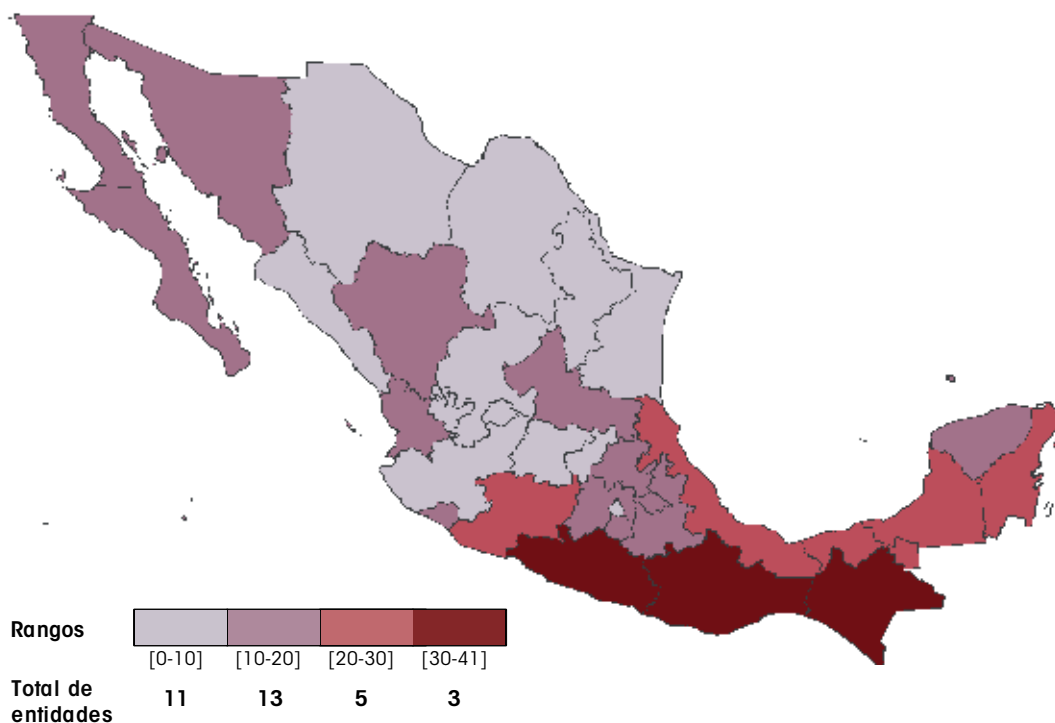 Rangos
[0-10] [10-20] [20-30] [30-41]
Total de
entidades
11 13 5 3